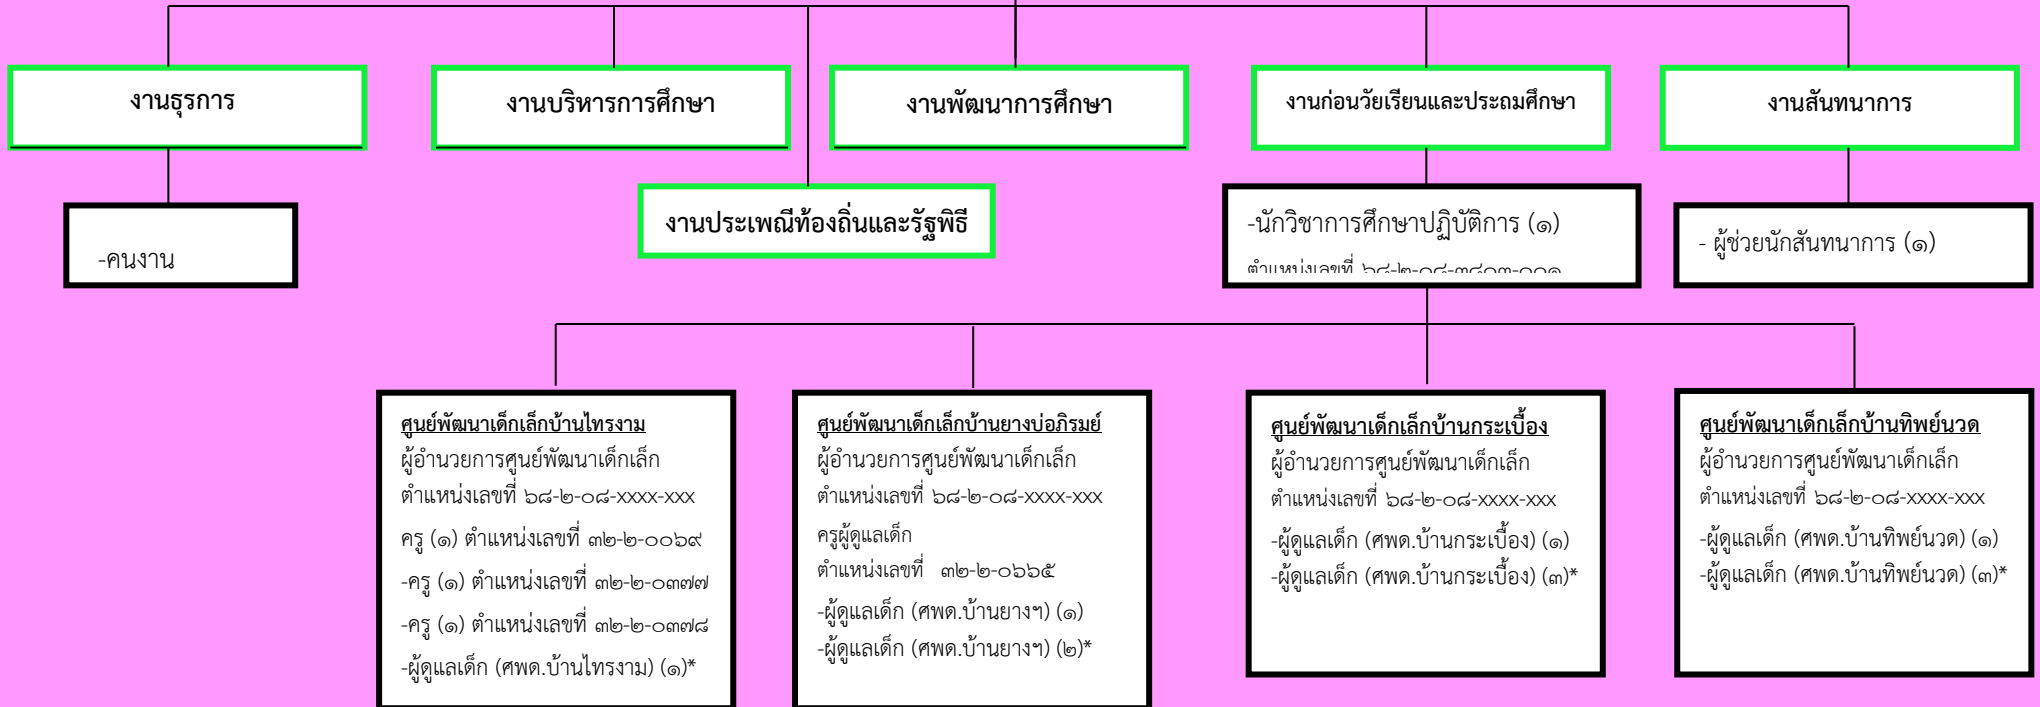 งานธุรการ
งานบริหารการศึกษา
งานพัฒนาการศึกษา
งานก่อนวัยเรียนและประถมศึกษา
งานสันทนาการ
งานประเพณีท้องถิ่นและรัฐพิธี
-คนงาน
-นักวิชาการศึกษาปฏิบัติการ (๑)
ตำแหน่งเลขที่ ๖๘-๒-๐๘-๓๘๐๓-๐๐๑
- ผู้ช่วยนักสันทนาการ (๑)
ศูนย์พัฒนาเด็กเล็กบ้านไทรงาม
ผู้อำนวยการศูนย์พัฒนาเด็กเล็ก
ตำแหน่งเลขที่ ๖๘-๒-๐๘-xxxx-xxx
ครู (๑) ตำแหน่งเลขที่ ๓๒-๒-๐๐๖๙
-ครู (๑) ตำแหน่งเลขที่ ๓๒-๒-๐๓๗๗
-ครู (๑) ตำแหน่งเลขที่ ๓๒-๒-๐๓๗๘
-ผู้ดูแลเด็ก (ศพด.บ้านไทรงาม) (๑)*
ศูนย์พัฒนาเด็กเล็กบ้านยางบ่อภิรมย์
ผู้อำนวยการศูนย์พัฒนาเด็กเล็ก
ตำแหน่งเลขที่ ๖๘-๒-๐๘-xxxx-xxx
ครูผู้ดูแลเด็ก
ตำแหน่งเลขที่ ๓๒-๒-๐๖๖๕
-ผู้ดูแลเด็ก (ศพด.บ้านยางฯ) (๑)
-ผู้ดูแลเด็ก (ศพด.บ้านยางฯ) (๒)*
ศูนย์พัฒนาเด็กเล็กบ้านกระเบื้อง
ผู้อำนวยการศูนย์พัฒนาเด็กเล็ก
ตำแหน่งเลขที่ ๖๘-๒-๐๘-xxxx-xxx
-ผู้ดูแลเด็ก (ศพด.บ้านกระเบื้อง) (๑)
-ผู้ดูแลเด็ก (ศพด.บ้านกระเบื้อง) (๓)*
ศูนย์พัฒนาเด็กเล็กบ้านทิพย์นวด
ผู้อำนวยการศูนย์พัฒนาเด็กเล็ก
ตำแหน่งเลขที่ ๖๘-๒-๐๘-xxxx-xxx
-ผู้ดูแลเด็ก (ศพด.บ้านทิพย์นวด) (๑)
-ผู้ดูแลเด็ก (ศพด.บ้านทิพย์นวด) (๓)*